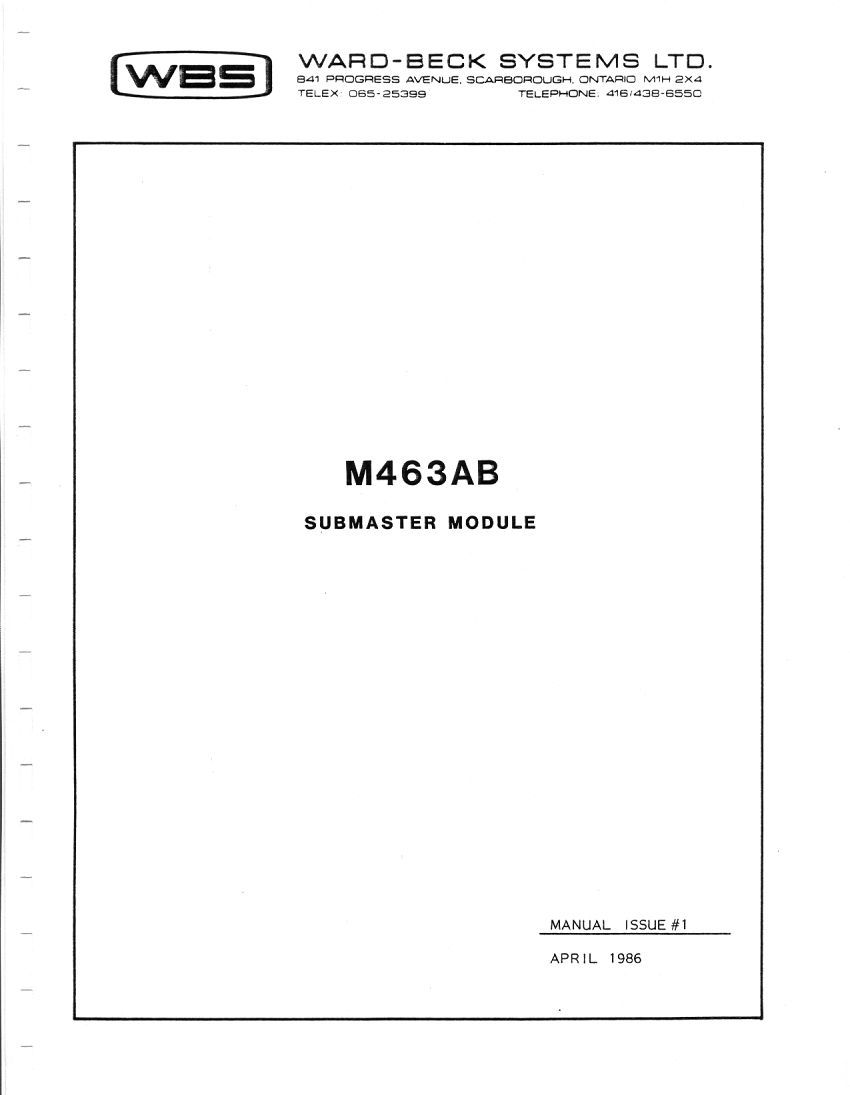 WBS
WARD-BECK SYSTEMS LTD.
841 PROGRESS AVENUE, SCARBOROUGH, ONTARIO M1H 2X4
TELEX: 065-25399 TELEPHONE: 416/438-6550
M463AB
SUBMASTER MODULE
MANUAL ISSUE #1
APRIL 1986